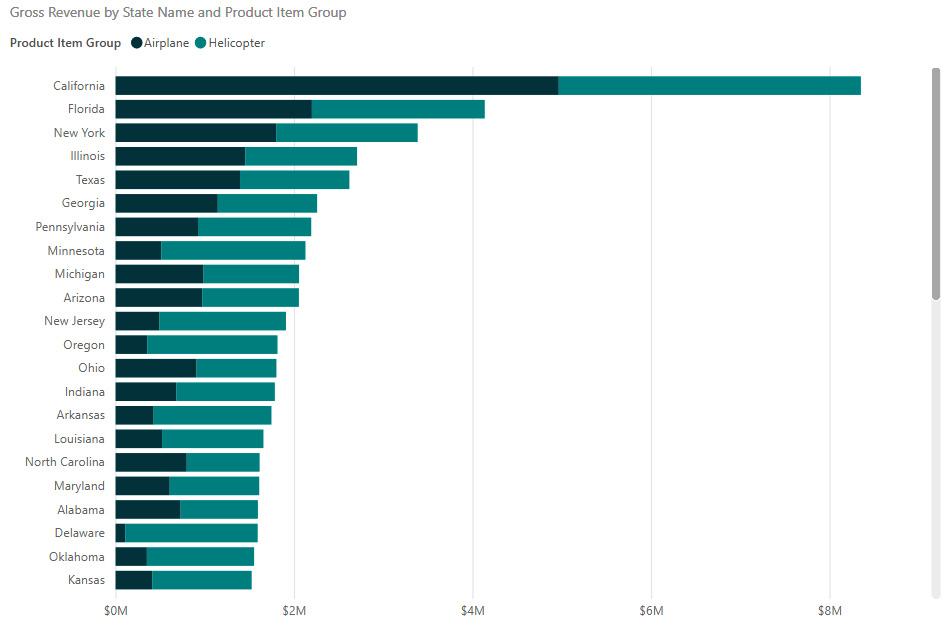 Gross Revenue by State Name and Product Item Group
Product Item Group Airplane Helicopter
California
Florida
New York
Illinois
Texas
Georgia
Pennsylvania
Minnesota
Michigan
Arizona
New Jersey
Oregon
Ohio
Indiana
Arkansas
Louisiana
North Carolina
Maryland
Alabama
Delaware
Oklahoma
Kansas
$0M $2M $4M $6M $8M